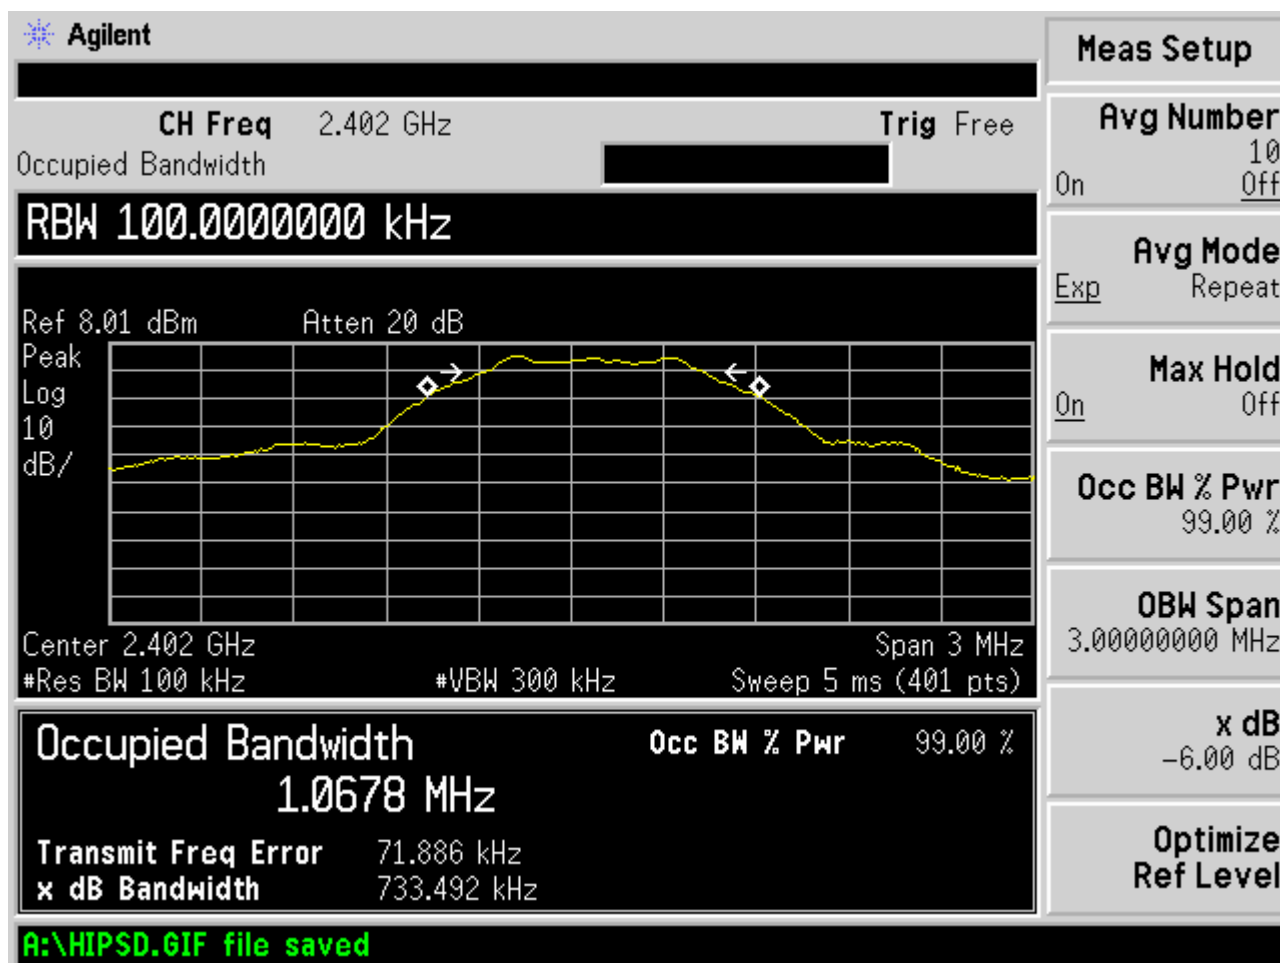 Agilent
CH Freq 2.402 GHz Trig Free
Occupied Bandwidth
RBW 100.0000000 kHz
Ref 8.01 dBm Atten 20 dB
Peak
Log
10
dB/
Center 2.402 GHz Span 3 MHz
#Res BW 100 kHz #VBW 300 kHz Sweep 5 ms (401 pts)
Occupied Bandwidth Occ BW % Pwr 99.00 %
1.0678 MHz
Transmit Freq Error 71.886 kHz
x dB Bandwidth 733.492 kHz
A:\HIPSD.GIF file saved
Meas Setup
Avg Number
10
On Off
Avg Mode
Exp Repeat
Max Hold
On Off
Occ BW % Pwr
99.00 %
OBW Span
3.00000000 MHz
x dB
-6.00 dB
Optimize
Ref Level